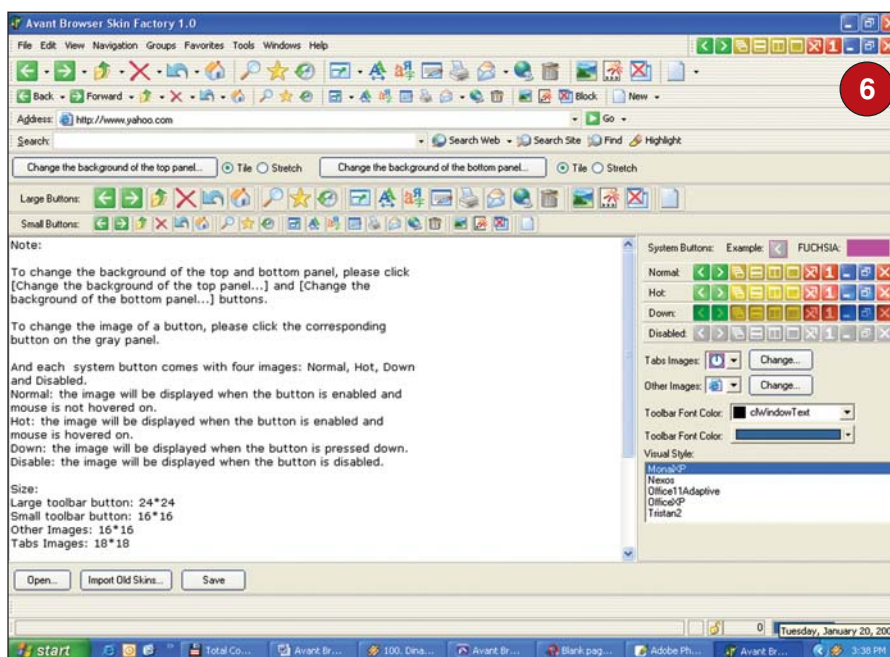 Avant Browser Skin Factory 1.0
File Edit View Navigation Groups Favorites Tools Windows Help
6
Back Forward Block New
Address: http://www.yahoo.com Go
Search: Search Web Search Site Find Highlight
Change the background of the top panel... Tile Stretch Change the background of the bottom panel... Tile Stretch
Large Buttons:
Small Buttons:
Note:
To change the background of the top and bottom panel, please click
[Change the background of the top panel...] and [Change the
background of the bottom panel...] buttons.
To change the image of a button, please click the corresponding
button on the gray panel.
And each system button comes with four images: Normal, Hot, Down
and Disabled.
Normal: the image will be displayed when the button is enabled and
mouse is not hovered on.
Hot: the image will be displayed when the button is enabled and
mouse is hovered on.
Down: the image will be displayed when the button is pressed down.
Disable: the image will be displayed when the button is disabled.
Size:
Large toolbar button: 24*24
Small toolbar button: 16*16
Other Images: 16*16
Tabs Images: 18*18
System Buttons: Example: FUCHSIA:
Normal:
Hot:
Down:
Disabled:
Tabs Images: Change...
Other Images: Change...
Toolbar Font Color: clWindowText
Toolbar Font Color:
Visual Style:
MonaiXP
Nexos
Office11Adaptive
OfficeXP
Tristan2
Open... Import Old Skins... Save
0
Tuesday, January 20, 200
start Total Co... Avant Br... 100. Dina... Avant Br... Blank pag... Adobe Ph... Avant Br... 3:38 PM